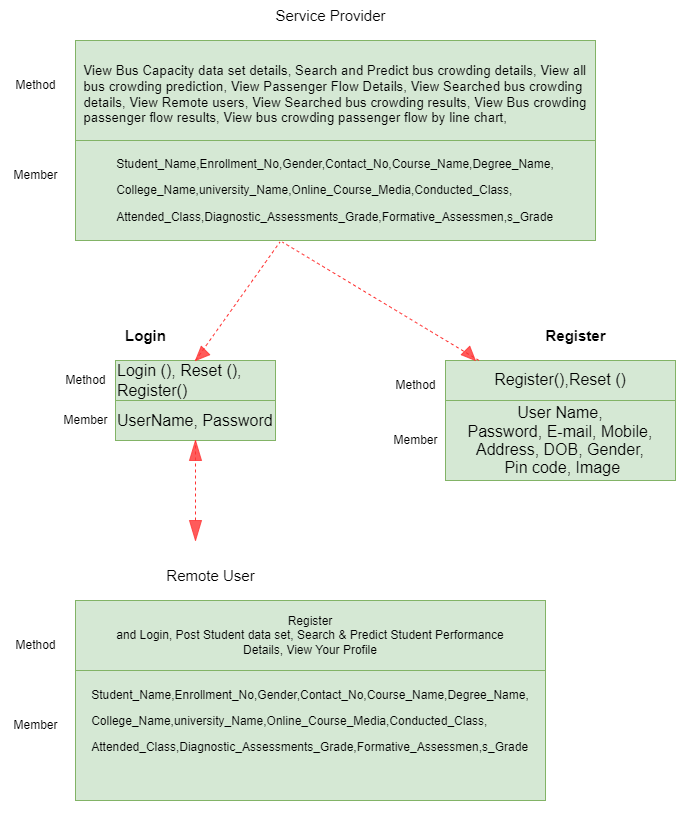 Service Provider
Method
View Bus Capacity data set details, Search and Predict bus crowding details, View all
bus crowding prediction, View Passenger Flow Details, View Searched bus crowding
details, View Remote users, View Searched bus crowding results, View Bus crowding
passenger flow results, View bus crowding passenger flow by line chart,
Member
Student_Name,Enrollment_No,Gender,Contact_No,Course_Name,Degree_Name,
College_Name,university_Name,Online_Course_Media,Conducted_Class,
Attended_Class,Diagnostic_Assessments_Grade,Formative_Assessmen,s_Grade
Login
Method
Login (), Reset (),
Register()
Member
UserName, Password
Register
Method
Register(),Reset ()
Member
User Name,
Password, E-mail, Mobile,
Address, DOB, Gender,
Pin code, Image
Remote User
Method
Register
and Login, Post Student data set, Search & Predict Student Performance
Details, View Your Profile
Member
Student_Name,Enrollment_No,Gender,Contact_No,Course_Name,Degree_Name,
College_Name,university_Name,Online_Course_Media,Conducted_Class,
Attended_Class,Diagnostic_Assessments_Grade,Formative_Assessmen,s_Grade